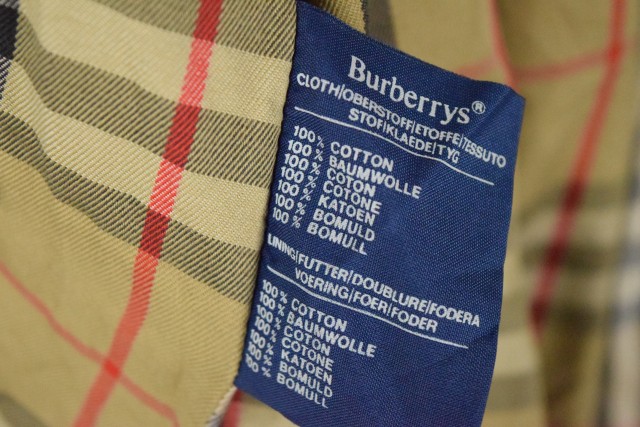 Burberrys®
CLOTH/OBERSTOFF/ETOFFE/TESSUTO
STOF/KLAEDE/TYG
100% COTTON
100% BAUMWOLLE
100% COTON
100% COTONE
100% KATOEN
100% BOMULD
100% BOMULL
LINING/FUTTER/DOUBLURE/FODERA
VOERING/FOER/FODER
100% COTTON
100% BAUMWOLLE
100% COTON
100% COTONE
100% KATOEN
100% BOMULD
100% BOMULL